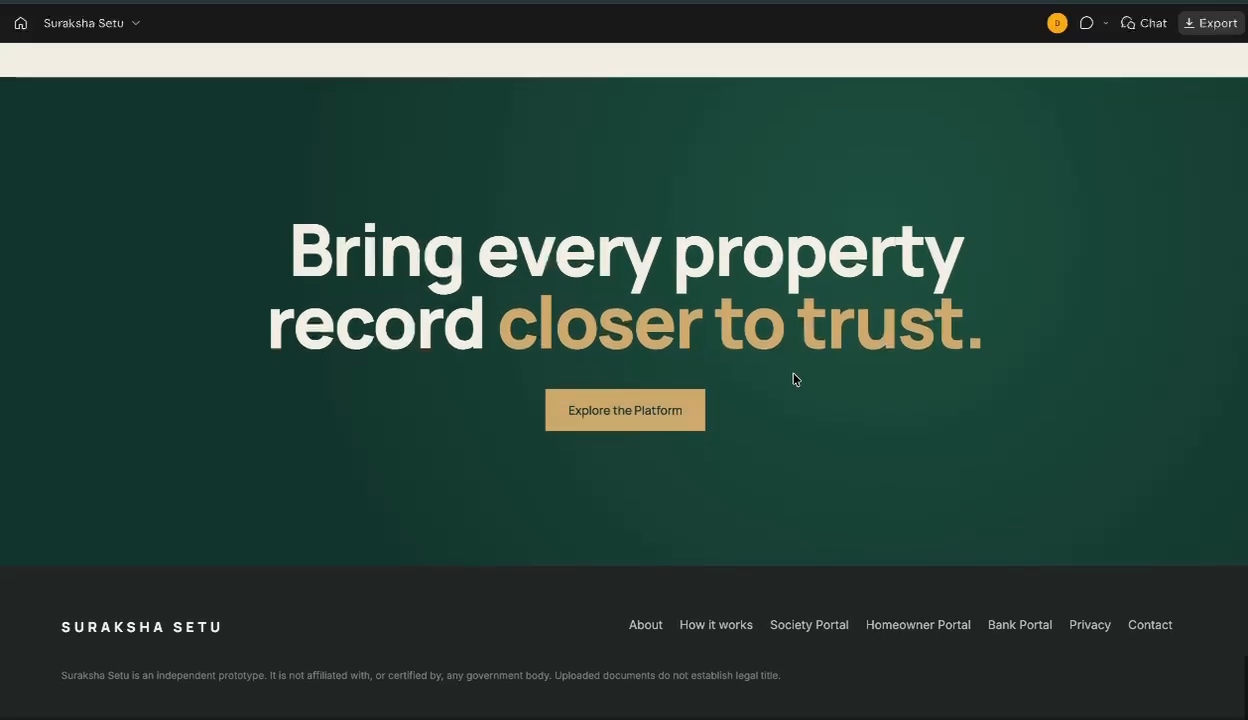 Suraksha Setu
D
Chat
Export
Bring every property
record closer to trust.
Explore the Platform
SURAKSHA SETU
About How it works Society Portal Homeowner Portal Bank Portal Privacy Contact
Suraksha Setu is an independent prototype. It is not affiliated with, or certified by, any government body. Uploaded documents do not establish legal title.